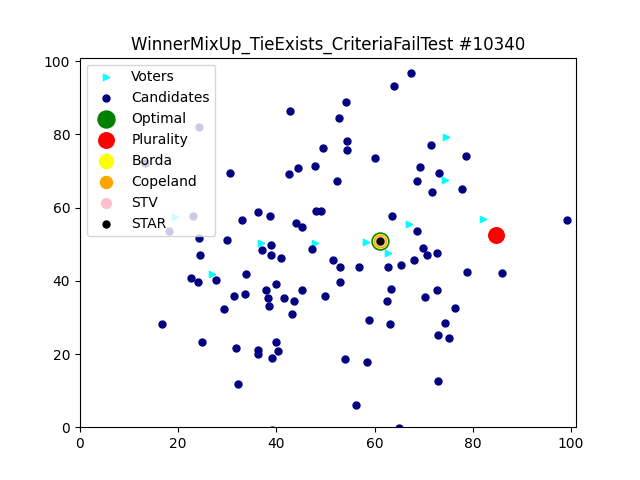 WinnerMixUp_TieExists_CriteriaFailTest #10340
100
80
60
40
20
0
Voters
Candidates
Optimal
Plurality
Borda
Copeland
STV
STAR
0 20 40 60 80 100